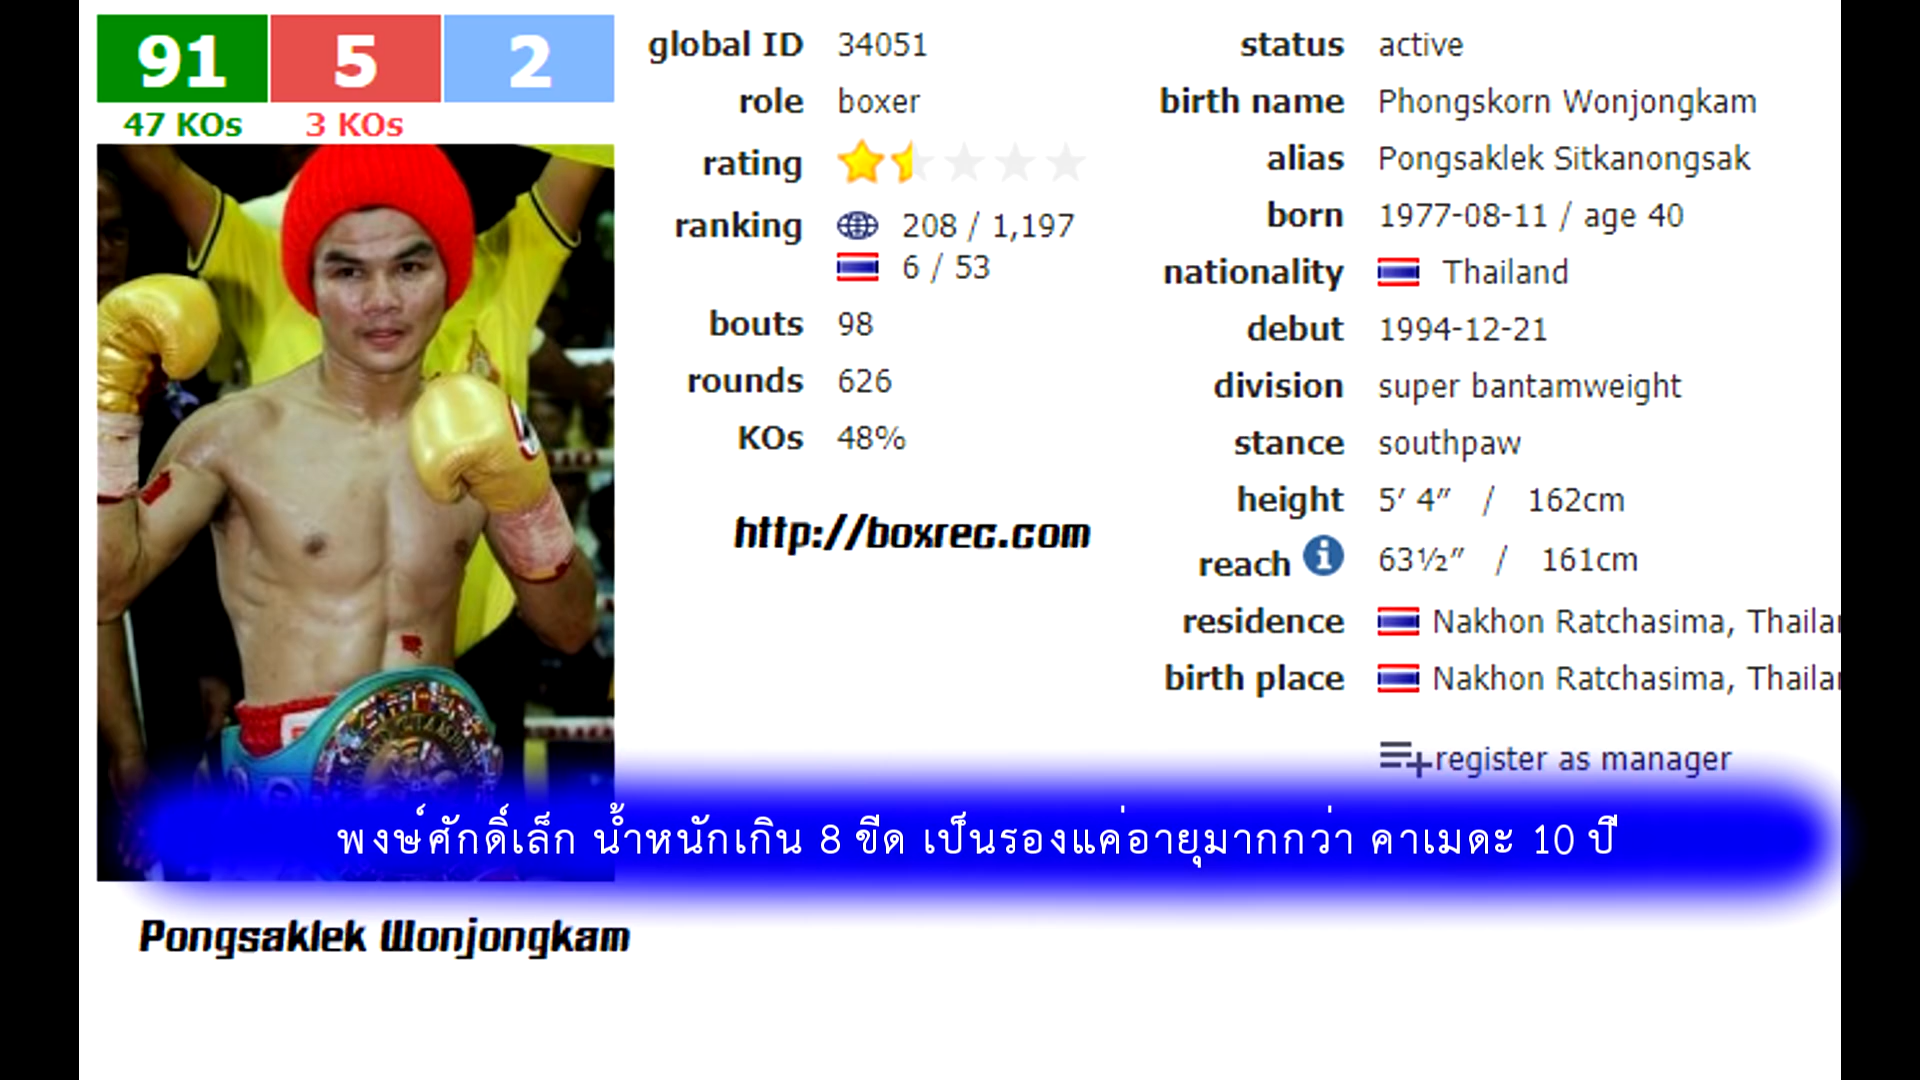 91 5 2
47 KOs 3 KOs
global ID 34051
role boxer
rating
ranking 208 / 1,197
6 / 53
bouts 98
rounds 626
KOs 48%
http://boxrec.com
status active
birth name Phongskorn Wonjongkam
alias Pongsaklek Sitkanongsak
born 1977-08-11 / age 40
nationality Thailand
debut 1994-12-21
division super bantamweight
stance southpaw
height 5′ 4″ / 162cm
reach 63½″ / 161cm
residence Nakhon Ratchasima, Thailan
birth place Nakhon Ratchasima, Thailan
register as manager
พงษ์ศักดิ์เล็ก น้ำหนักเกิน 8 ขีด เป็นรองแค่อายุมากกว่า คาเมดะ 10 ปี
Pongsaklek Wonjongkam